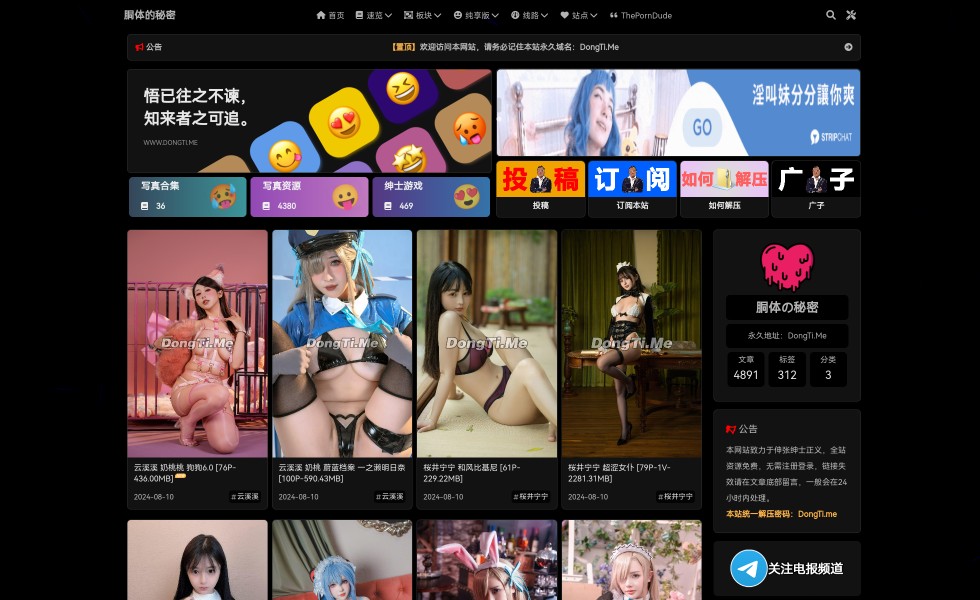 胴体的秘密
首页 速览 板块 纯享版 线路 站点 ThePornDude
公告
【置顶】欢迎访问本网站，请务必记住本站永久域名：DongTi.Me
悟已往之不谏，
知来者之可追。
WWW.DONGTI.ME
淫叫妹分分讓你爽
GO
STRIPCHAT
写真合集
36
写真资源
4380
绅士游戏
469
投稿
投稿
订阅
订阅本站
如何解压
如何解压
广子
广子
DongTi.Me
云溪溪 奶桃桃 狗狗6.0 [76P-
436.00MB]
2024-08-10
#云溪溪
DongTi.Me
云溪溪 奶桃 蔚蓝档案 一之濑明日奈
[100P-590.43MB]
2024-08-10
#云溪溪
DongTi.Me
桜井宁宁 和风比基尼 [61P-
229.22MB]
2024-08-10
#桜井宁宁
DongTi.Me
桜井宁宁 超涩女仆 [79P-1V-
2281.31MB]
2024-08-10
#桜井宁宁
胴体の秘密
永久地址：DongTi.Me
文章 标签 分类
4891 312 3
公告
本网站致力于伸张绅士正义，全站
资源免费，无需注册登录，链接失
效请在文章底部留言，一般会在24
小时内处理。
本站统一解压密码：DongTi.me
关注电报频道